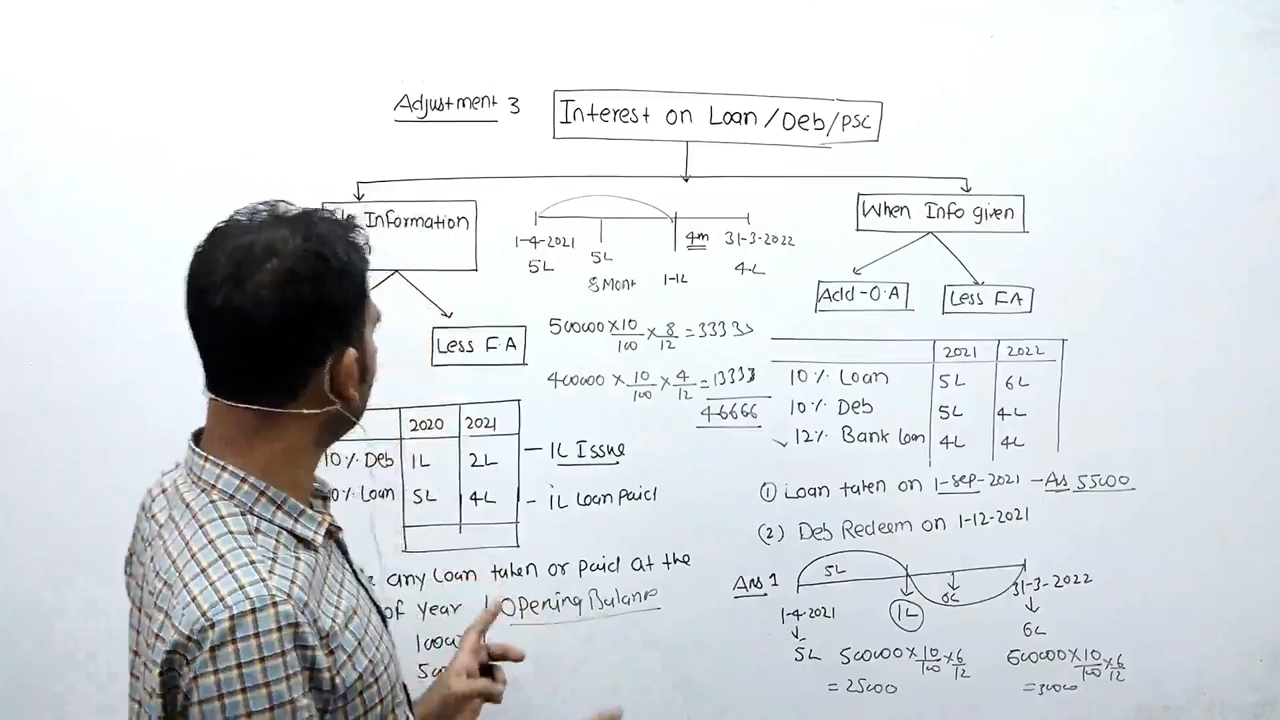 Adjustment 3
Interest on Loan/Deb/PSC
Information
Less F.A
2020 2021
10% Deb 1L 2L - 1L Issue
Loan 5L 4L - 1L Loan Paid
any Loan taken or Paid at the
of year Opening Balanc
1-4-2021 5L 4m 31-3-2022
5L 8 Mont 1-12 4L
500000 × 10/100 × 8/12 = 33333
400000 × 10/100 × 4/12 = 13333
46666
When Info given
Add-O.A
Less F.A
2021 2022
10% Loan 5L 6L
10% Deb 5L 4L
12% Bank Loan 4L 4L
(1) Loan taken on 1-Sep-2021 - As 55000
(2) Deb Redeem on 1-12-2021
Ans 1 5L 6L 31-3-2022
1-4-2021 1L 6L
5L 500000 × 10/100 × 6/12 600000 × 10/100 × 6/12
= 25000 = 30000